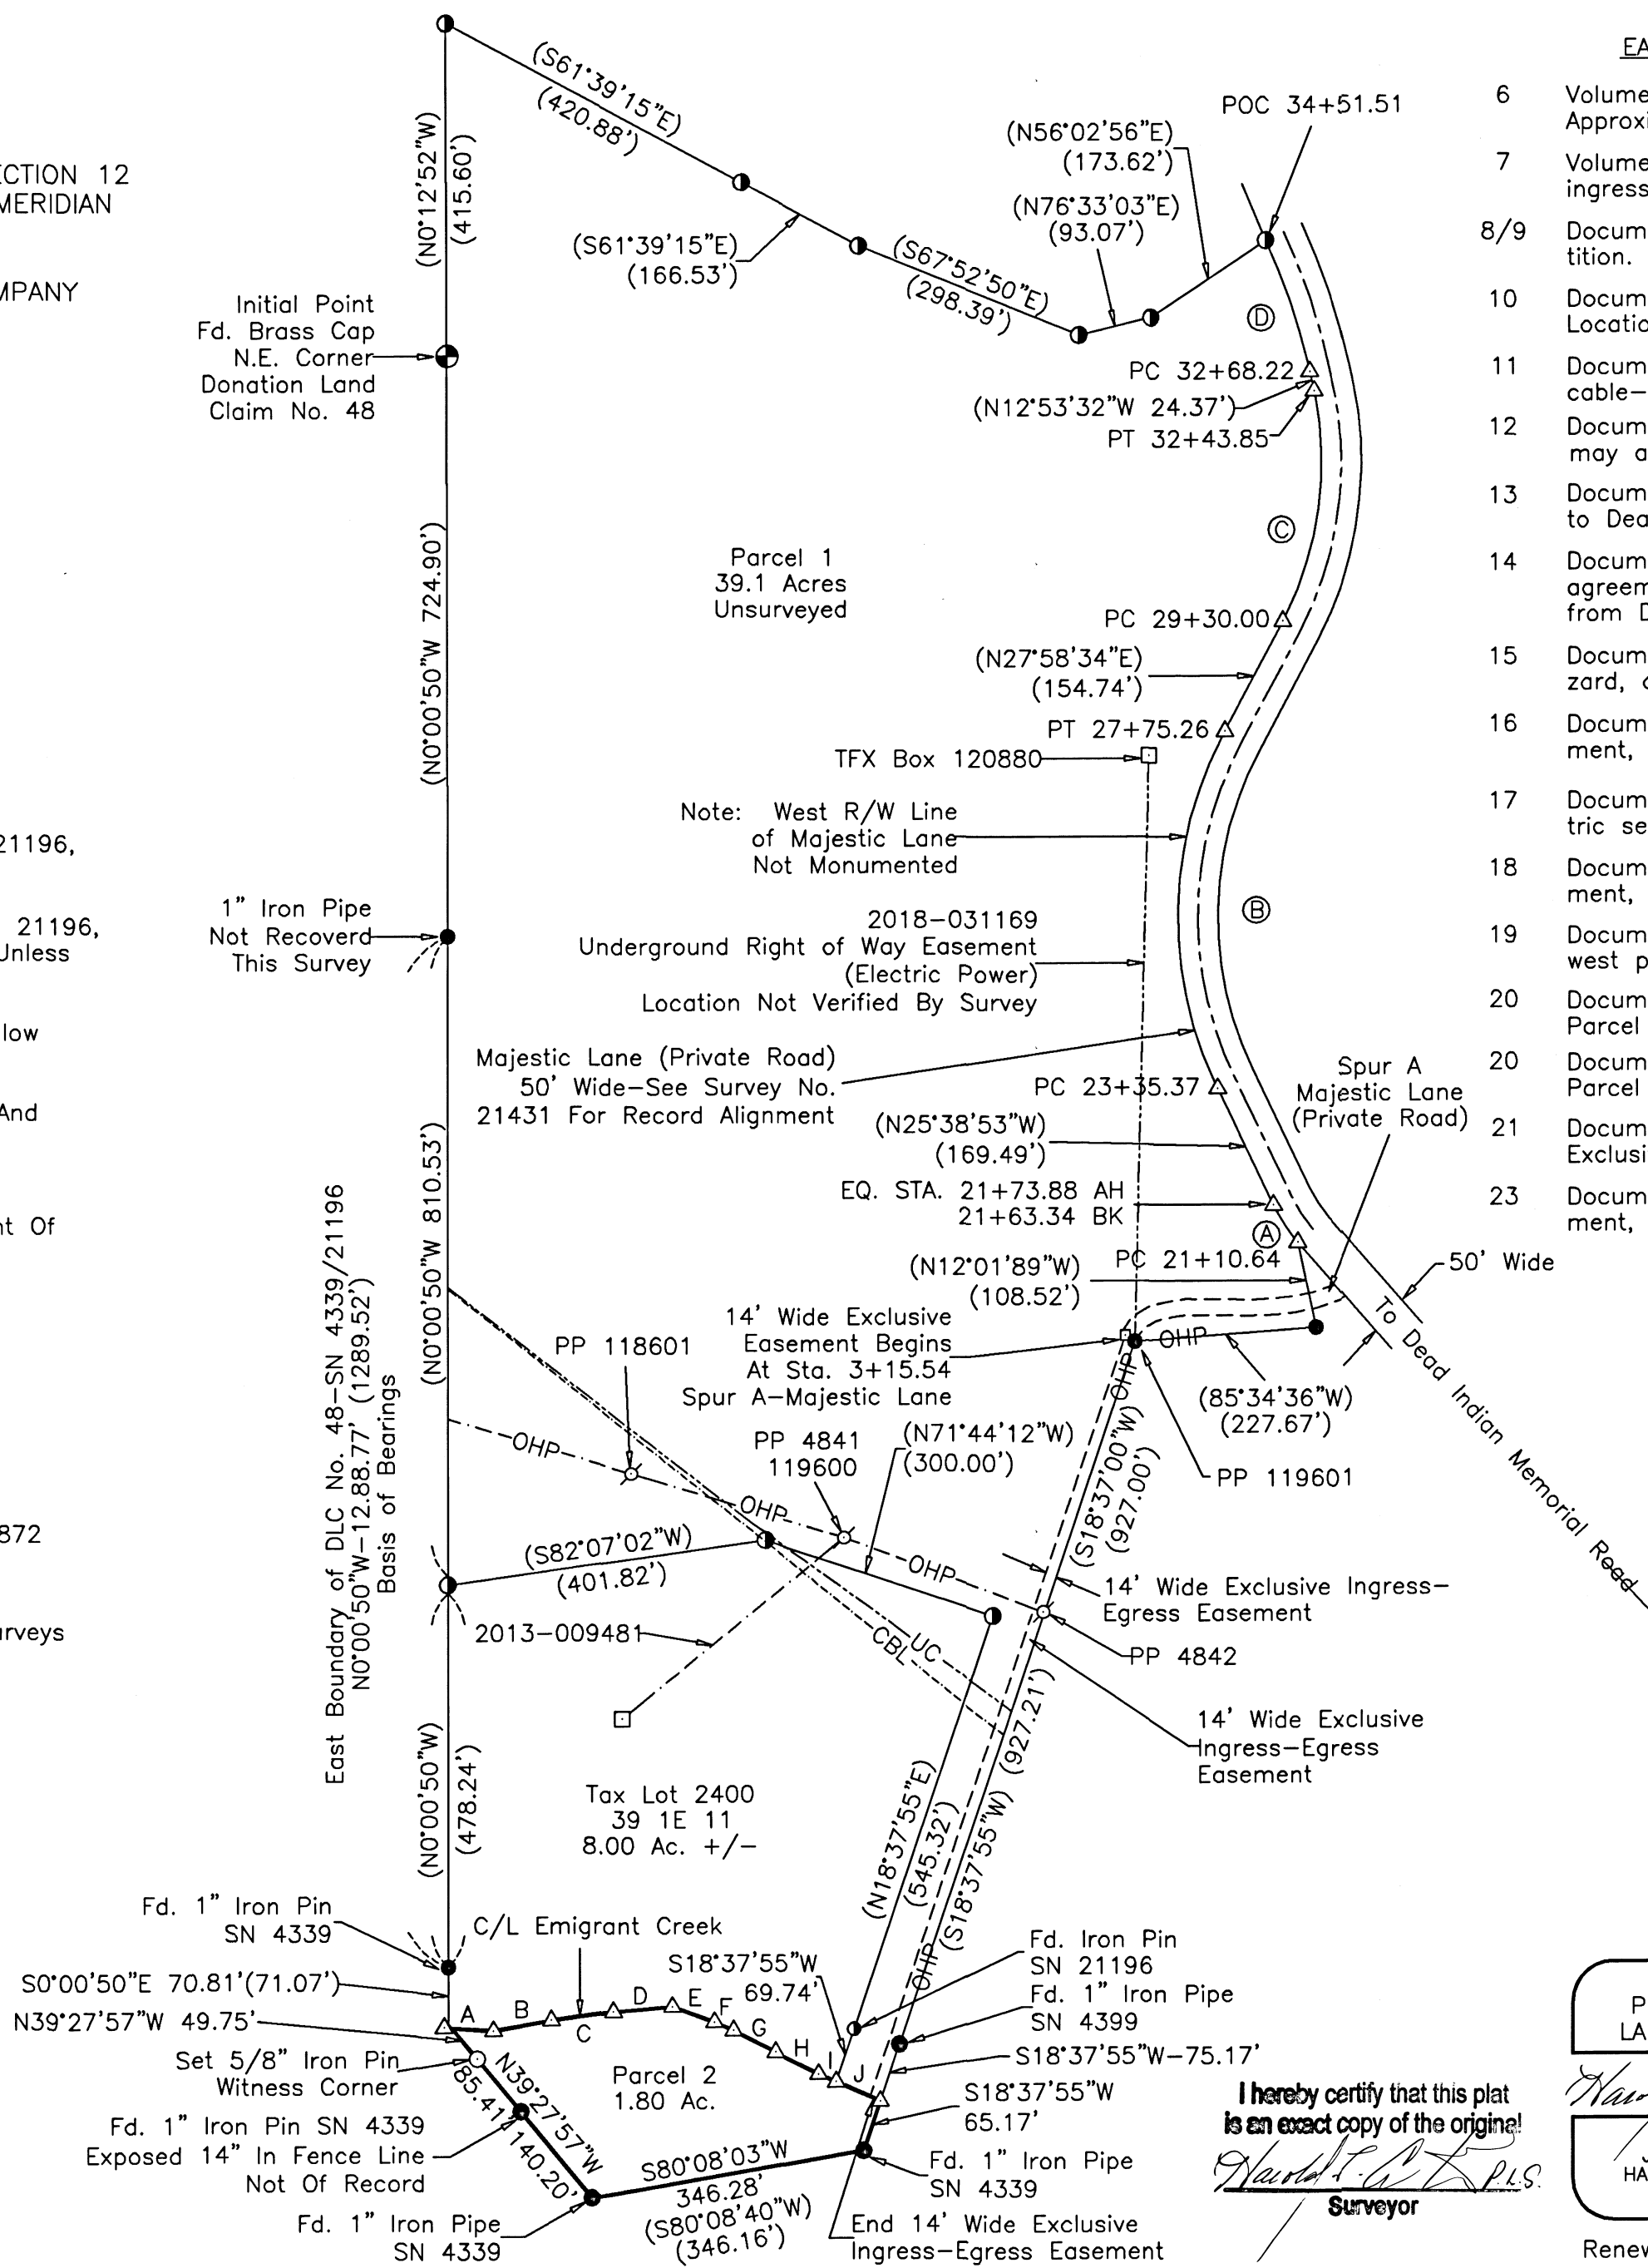 (S61°39'15"E)
(420.88')
(N0°12'52"W)
(415.60')
POC 34+51.51
(N56°02'56"E)
(173.62')
(N76°33'03"E)
(93.07')
(S61°39'15"E)
(166.53')
(S67°52'50"E)
(298.39')
ECTION 12
MERIDIAN
MPANY
Initial Point
Fd. Brass Cap
N.E. Corner
Donation Land
Claim No. 48
D
PC 32+68.22
(N12°53'32"W 24.37')
PT 32+43.85
C
Parcel 1
39.1 Acres
Unsurveyed
(N0°00'50"W 724.90')
PC 29+30.00
(N27°58'34"E)
(154.74')
PT 27+75.26
TFX Box 120880
Note: West R/W Line
of Majestic Lane
Not Monumented
21196,
1" Iron Pipe
Not Recoverd
This Survey
21196,
Unless
B
2018-031169
Underground Right of Way Easement
(Electric Power)
Location Not Verified By Survey
low
Majestic Lane (Private Road)
50' Wide-See Survey No.
21431 For Record Alignment
And
PC 23+35.37
Spur A
Majestic Lane
(Private Road)
(N25°38'53"W)
(169.49')
EQ. STA. 21+73.88 AH
21+63.34 BK
nt Of
A
PC 21+10.64
(N12°01'89"W)
(108.52')
50' Wide
To Dead Indian Memorial Road
(N0°00'50"W 810.53')
East Boundary of DLC No. 48-SN 4339/21196
N0°00'50"W-12.88.77' (1289.52')
Basis of Bearings
14' Wide Exclusive
Easement Begins
At Sta. 3+15.54
Spur A-Majestic Lane
OHP
(85°34'36"W)
(227.67')
PP 119601
OHP
(S18°37'00"W)
(927.00')
PP 118601
OHP
PP 4841
119600
OHP
(N71°44'12"W)
(300.00')
OHP
872
(S82°07'02"W)
(401.82')
14' Wide Exclusive Ingress-
Egress Easement
2013-009481
UC
CBL
PP 4842
urveys
14' Wide Exclusive
Ingress-Egress
Easement
(N0°00'50"W)
(478.24')
Tax Lot 2400
39 1E 11
8.00 Ac. +/-
(N18°37'55"E)
(545.32')
(S18°37'55"W) (927.21')
OHP
Fd. 1" Iron Pin
SN 4339
C/L Emigrant Creek
S18°37'55"W
69.74'
Fd. Iron Pin
SN 21196
Fd. 1" Iron Pipe
SN 4399
S0°00'50"E 70.81'(71.07')
N39°27'57"W 49.75'
A
B
C
D
E
F
G
H
I
J
S18°37'55"W-75.17'
Set 5/8" Iron Pin
Witness Corner
N39°27'57"W
85.41'
140.20'
Parcel 2
1.80 Ac.
S18°37'55"W
65.17'
Fd. 1" Iron Pin SN 4339
Exposed 14" In Fence Line
Not Of Record
S80°08'03"W
346.28'
(S80°08'40"W)
(346.16')
Fd. 1" Iron Pipe
SN 4339
Fd. 1" Iron Pipe
SN 4339
End 14' Wide Exclusive
Ingress-Egress Easement
EA
6 Volume
Approxi
7 Volume
ingress
8/9 Docum
tition.
10 Docum
Locatio
11 Docum
cable-
12 Docum
may a
13 Docum
to Dea
14 Docum
agreem
from D
15 Docum
zard, c
16 Docum
ment,
17 Docum
tric se
18 Docum
ment,
19 Docum
west p
20 Docum
Parcel
20 Docum
Parcel
21 Docum
Exclusi
23 Docum
ment,
I hereby certify that this plat
is an exact copy of the original
P.L.S.
Surveyor
P
LA
HA
Renew